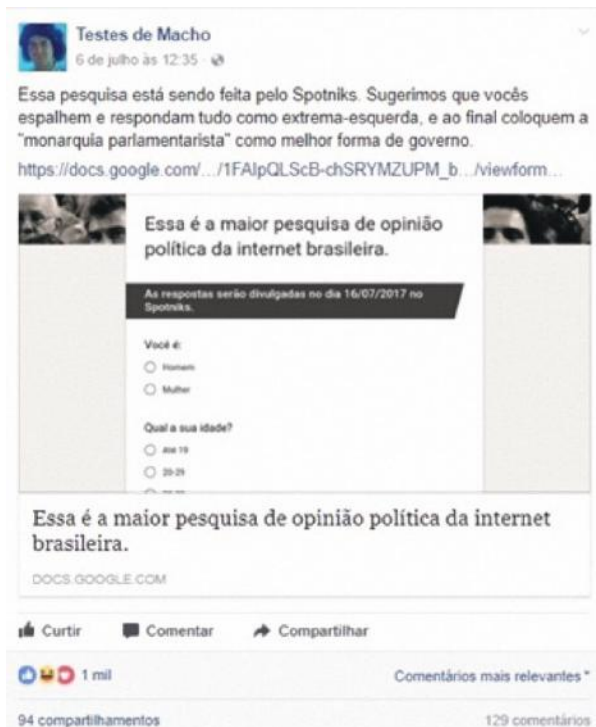 Testes de Macho
6 de julho às 12:35
Essa pesquisa está sendo feita pelo Spotniks. Sugerimos que vocês
espalhem e respondam tudo como extrema-esquerda, e ao final coloquem a
"monarquia parlamentarista" como melhor forma de governo.
https://docs.google.com/.../1FAIpQLScB-chSRYMZUPM_b.../viewform...
Essa é a maior pesquisa de opinião
política da internet brasileira.
As respostas serão divulgadas no dia 16/07/2017 no
Spotniks.
Você é:
Homem
Mulher
Qual a sua idade?
Até 19
20-29
Essa é a maior pesquisa de opinião política da internet
brasileira.
DOCS.GOOGLE.COM
Curtir Comentar Compartilhar
1 mil Comentários mais relevantes
94 compartilhamentos 129 comentários